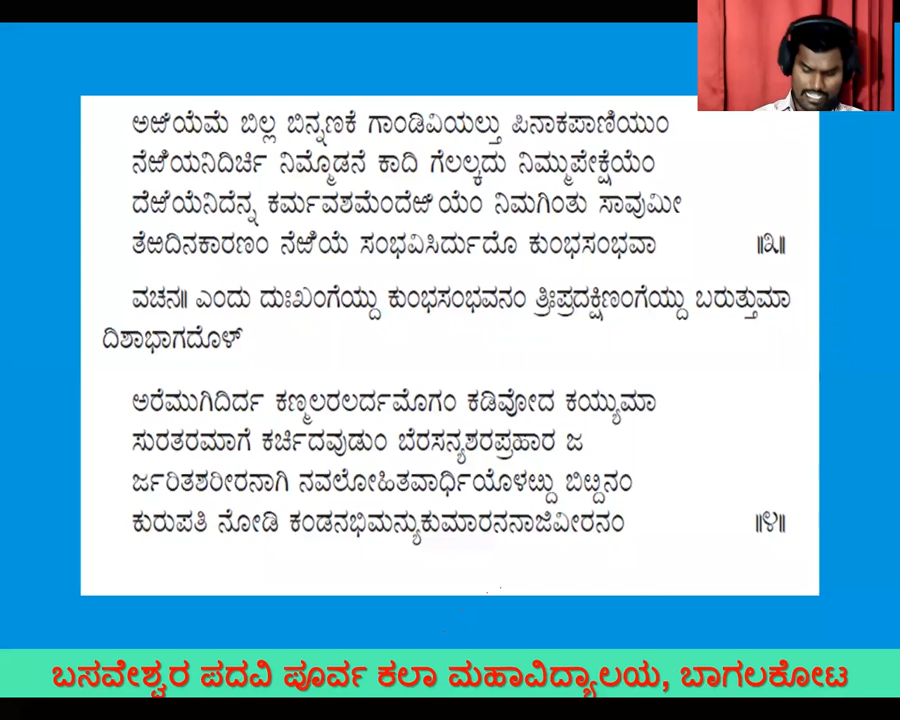 ಅಱಿಯೆಮೆ ಬಿಲ್ಲ ಬಿನ್ನಣಕೆ ಗಾಂಡಿವಿಯಲ್ತು ಪಿನಾಕಪಾಣಿಯುಂ
ನೆಱಿಯನಿದಿರ್ಚಿ ನಿಮ್ಮೊಡನೆ ಕಾದಿ ಗೆಲಲ್ಕದು ನಿಮ್ಮುಪೇಕ್ಷೆಯೆಂ
ದೆಱಿಯೆನಿದೆನ್ನ ಕರ್ಮವಶಮೆಂದೆಱಿಯೆಂ ನಿಮಗಿಂತು ಸಾವುಮೀ
ತೆಱದಿನಕಾರಣಂ ನೆಱಿಯೆ ಸಂಭವಿಸಿರ್ದುದೊ ಕುಂಭಸಂಭವಾ ॥೩॥
ವಚನ॥ ಎಂದು ದುಃಖಂಗೆಯ್ದು ಕುಂಭಸಂಭವನಂ ತ್ರಿಃಪ್ರದಕ್ಷಿಣಂಗೆಯ್ದು ಬರುತ್ತುಮಾ
ದಿಶಾಭಾಗದೊಳ್
ಅರೆಮುಗಿದಿರ್ದ ಕಣ್ಮಲರಲರ್ದಮೊಗಂ ಕಡಿವೋದ ಕಯ್ಯುಮಾ
ಸುರತರಮಾಗೆ ಕರ್ಚಿದವುಡುಂ ಬೆರಸನ್ಯಶರಪ್ರಹಾರ ಜ
ರ್ಜರಿತಶರೀರನಾಗಿ ನವಲೋಹಿತವಾರ್ಧಿಯೊಳೞ್ದು ಬಿೞ್ದನಂ
ಕುರುಪತಿ ನೋಡಿ ಕಂಡನಭಿಮನ್ಯುಕುಮಾರನನಾಜಿವೀರನಂ ॥೪॥
ಬಸವೇಶ್ವರ ಪದವಿ ಪೂರ್ವ ಕಲಾ ಮಹಾವಿದ್ಯಾಲಯ, ಬಾಗಲಕೋಟ